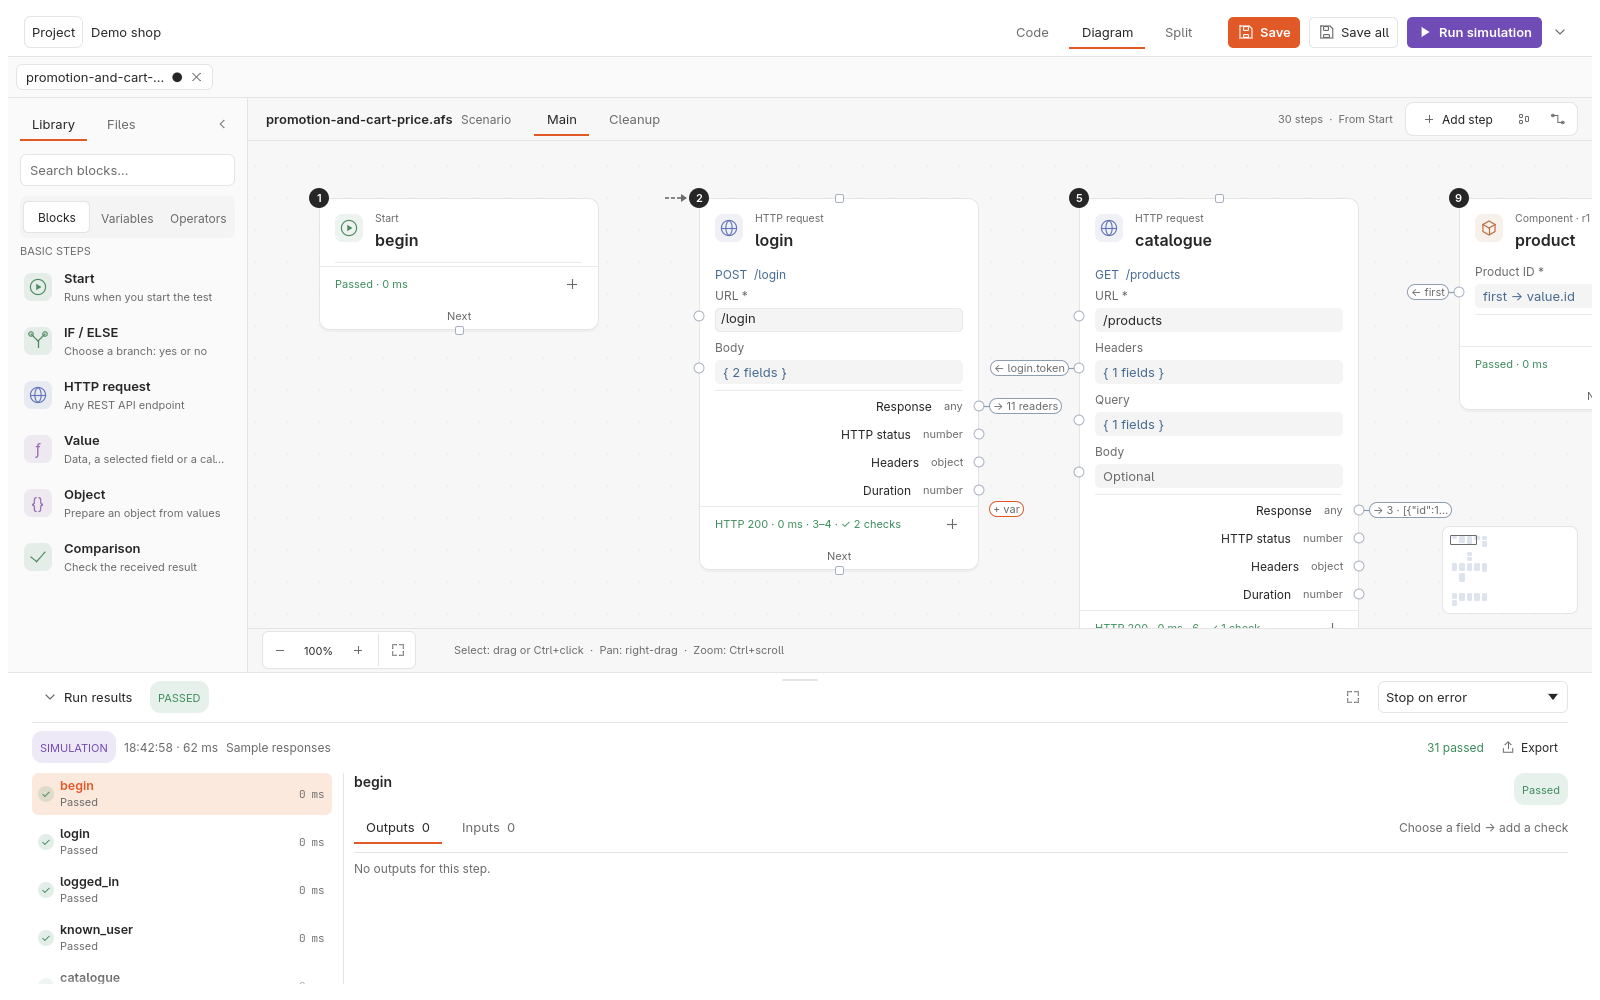 Project Demo shop Code Diagram Split Save Save all Run simulation
promotion-and-cart-...
Library Files
promotion-and-cart-price.afs Scenario Main Cleanup 30 steps · From Start Add step
Search blocks...
Blocks Variables Operators
BASIC STEPS
Start
Runs when you start the test
IF / ELSE
Choose a branch: yes or no
HTTP request
Any REST API endpoint
Value
Data, a selected field or a cal...
Object
Prepare an object from values
Comparison
Check the received result
1
Start
begin
Passed · 0 ms
Next
2
HTTP request
login
POST /login
URL *
/login
Body
{ 2 fields }
Response any → 11 readers
HTTP status number
Headers object
Duration number
+ var
HTTP 200 · 0 ms · 3–4 · ✓ 2 checks
Next
5
HTTP request
catalogue
GET /products
URL *
/products
Headers
← login.token { 1 fields }
Query
{ 1 fields }
Body
Optional
Response any → 3 · [{"id":1...
HTTP status number
Headers object
Duration number
HTTP 200 · 0 ms · 6 · ✓ 1 check
9
Component · r1
product
Product ID *
← first first → value.id
Passed · 0 ms
100% Select: drag or Ctrl+click · Pan: right-drag · Zoom: Ctrl+scroll
Run results PASSED Stop on error
SIMULATION 18:42:58 · 62 ms Sample responses 31 passed Export
begin
Passed 0 ms
login
Passed 0 ms
logged_in
Passed 0 ms
known_user
Passed 0 ms
catalogue
begin Passed
Outputs 0 Inputs 0 Choose a field → add a check
No outputs for this step.